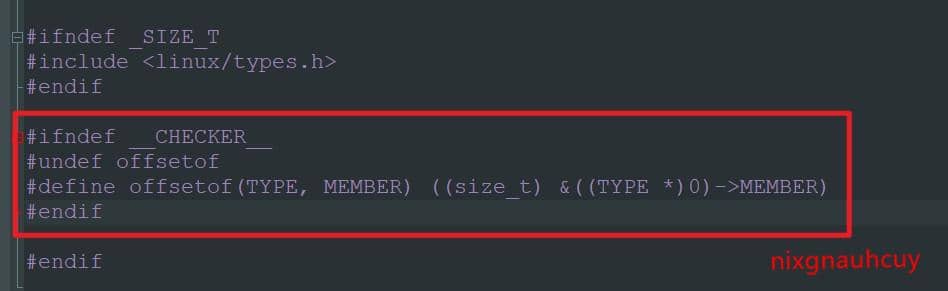 #ifndef _SIZE_T
#include <linux/types.h>
#endif
#ifndef __CHECKER__
#undef offsetof
#define offsetof(TYPE, MEMBER) ((size_t) &((TYPE *)0)->MEMBER)
#endif
#endif
nixgnauhcuy